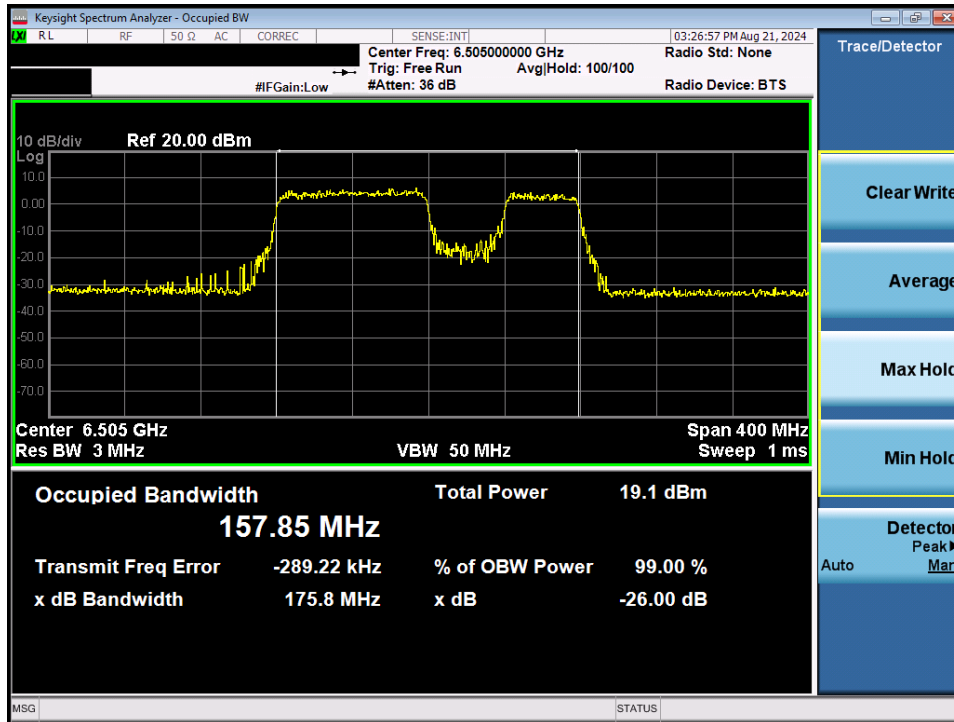 Keysight Spectrum Analyzer - Occupied BW
LXI RL RF 50 Ω AC CORREC SENSE:INT 03:26:57 PM Aug 21, 2024
Center Freq: 6.505000000 GHz Radio Std: None
Trig: Free Run Avg|Hold: 100/100
#IFGain:Low #Atten: 36 dB Radio Device: BTS
Trace/Detector
10 dB/div Ref 20.00 dBm
Log
10.0
0.00
-10.0
-20.0
-30.0
-40.0
-50.0
-60.0
-70.0
Center 6.505 GHz Span 400 MHz
Res BW 3 MHz VBW 50 MHz Sweep 1 ms
Occupied Bandwidth Total Power 19.1 dBm
157.85 MHz
Transmit Freq Error -289.22 kHz % of OBW Power 99.00 %
x dB Bandwidth 175.8 MHz x dB -26.00 dB
Clear Write
Average
Max Hold
Min Hold
Detector
Peak
Auto Man
MSG STATUS